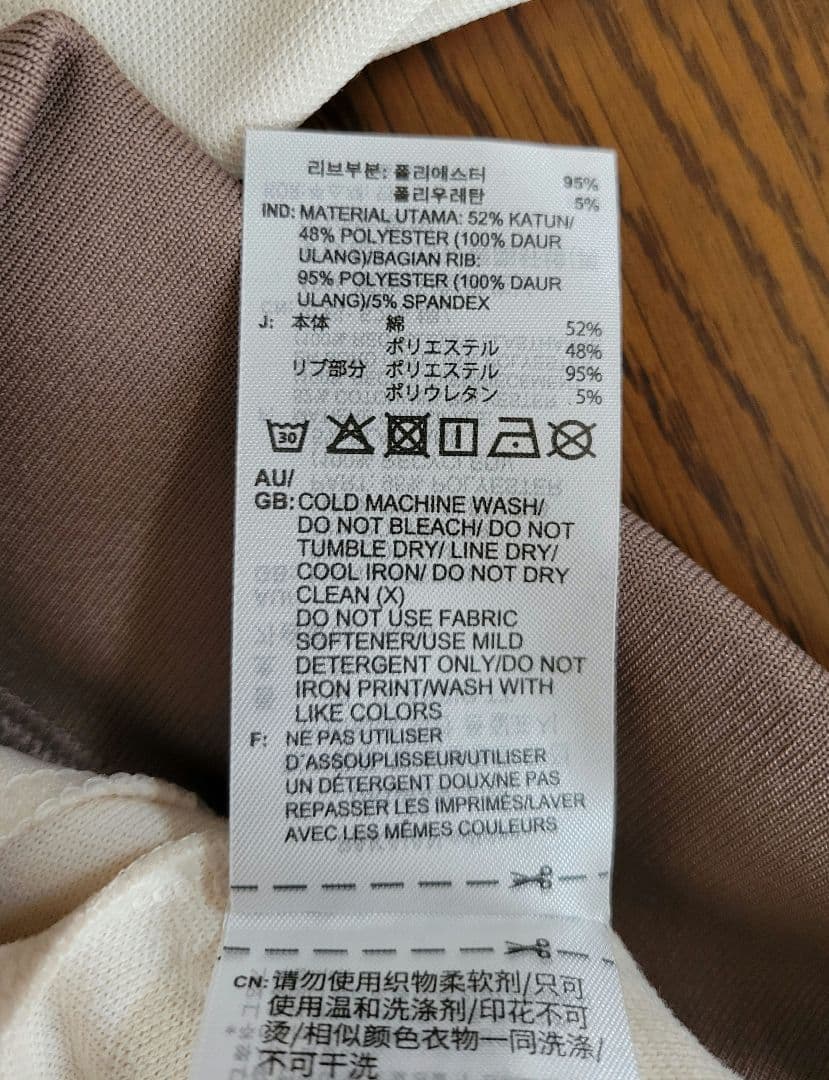 리브부분: 폴리에스터 95%
폴리우레탄 5%
IND: MATERIAL UTAMA: 52% KATUN/
48% POLYESTER (100% DAUR
ULANG)/BAGIAN RIB:
95% POLYESTER (100% DAUR
ULANG)/5% SPANDEX
J: 本体 綿 52%
ポリエステル 48%
リブ部分 ポリエステル 95%
ポリウレタン 5%
30
AU/
GB: COLD MACHINE WASH/
DO NOT BLEACH/ DO NOT
TUMBLE DRY/ LINE DRY/
COOL IRON/ DO NOT DRY
CLEAN (X)
DO NOT USE FABRIC
SOFTENER/USE MILD
DETERGENT ONLY/DO NOT
IRON PRINT/WASH WITH
LIKE COLORS
F: NE PAS UTILISER
D'ASSOUPLISSEUR/UTILISER
UN DÉTERGENT DOUX/NE PAS
REPASSER LES IMPRIMÉS/LAVER
AVEC LES MÊMES COULEURS
CN: 请勿使用织物柔软剂/只可
使用温和洗涤剂/印花不可
烫/相似颜色衣物一同洗涤/
不可干洗